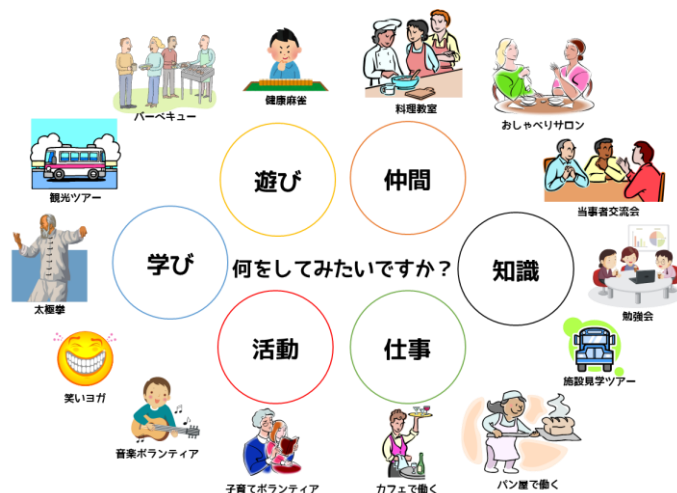 バーベキュー
健康麻雀
料理教室
おしゃべりサロン
観光ツアー
遊び
仲間
当事者交流会
太極拳
学び
何をしてみたいですか？
知識
勉強会
笑いヨガ
活動
仕事
施設見学ツアー
音楽ボランティア
子育てボランティア
カフェで働く
パン屋で働く